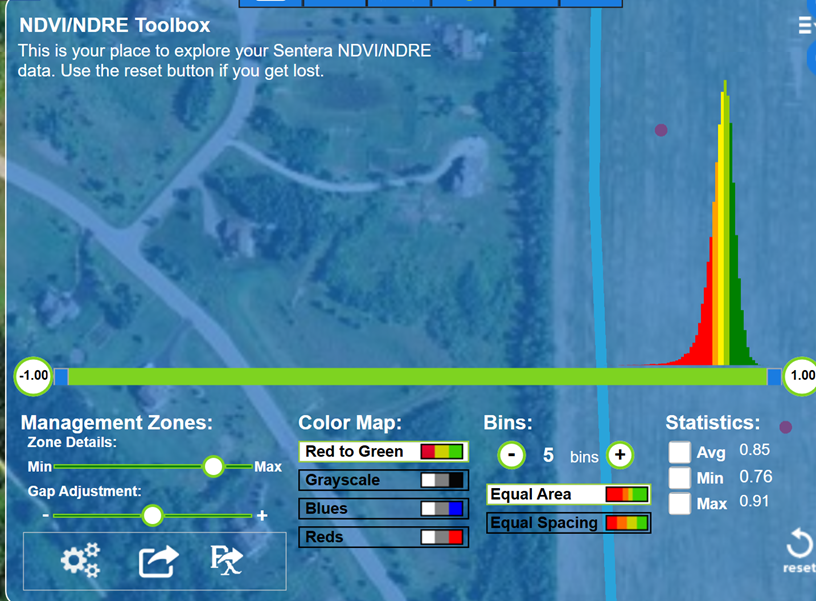 NDVI/NDRE Toolbox
This is your place to explore your Sentera NDVI/NDRE
data. Use the reset button if you get lost.
-1.00
1.00
Management Zones:
Zone Details:
Min
Max
Gap Adjustment:
-
+
Color Map:
Red to Green
Grayscale
Blues
Reds
Bins:
- 5 bins +
Equal Area
Equal Spacing
Statistics:
Avg 0.85
Min 0.76
Max 0.91
Fx
reset